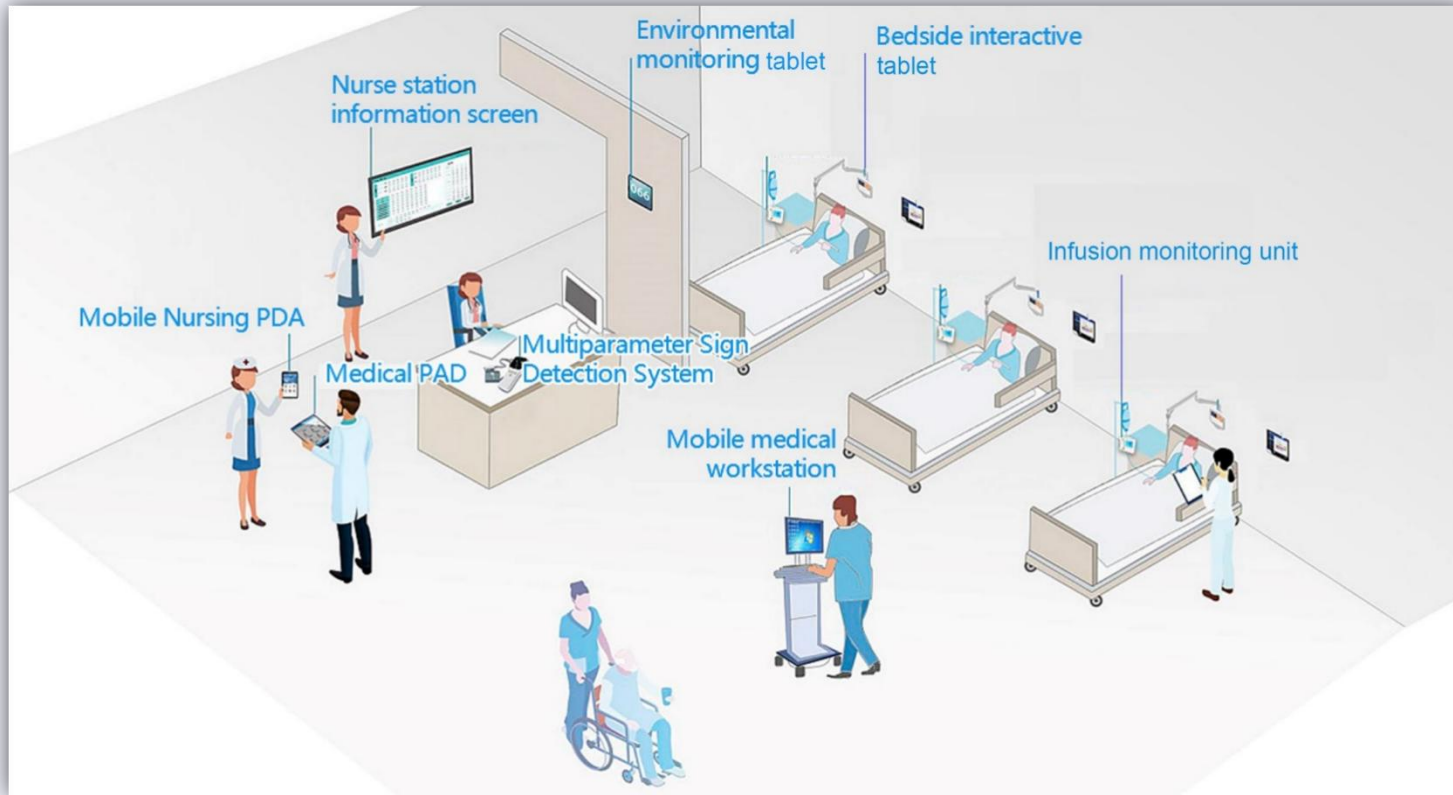 Environmental
monitoring tablet
Bedside interactive
tablet
Nurse station
information screen
066
Infusion monitoring unit
Mobile Nursing PDA
Medical PAD
Multiparameter Sign
Detection System
Mobile medical
workstation